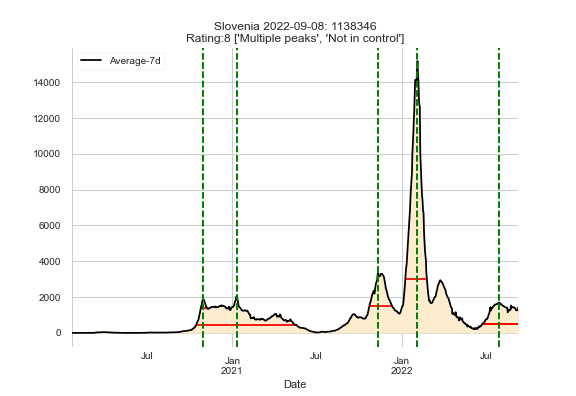 Slovenia 2022-09-08: 1138346
Rating:8 ['Multiple peaks', 'Not in control']
Average-7d
14000
12000
10000
8000
6000
4000
2000
0
Jul
Jan
2021
Jul
Jan
2022
Jul
Date